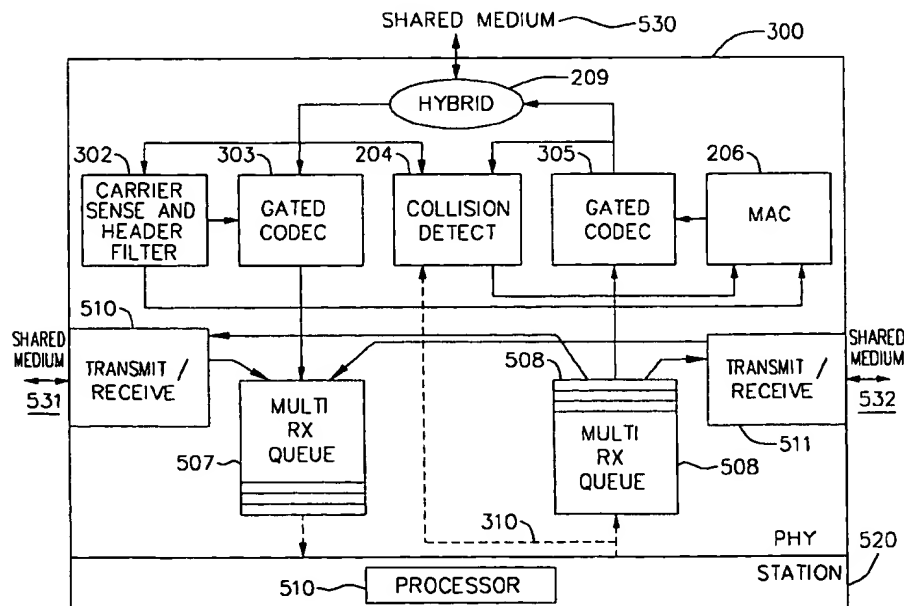 SHARED MEDIUM 530
300
HYBRID
209
302
303
204
305
206
CARRIER
SENSE AND
HEADER
FILTER
GATED
CODEC
COLLISION
DETECT
GATED
CODEC
MAC
510
SHARED
MEDIUM
531
TRANSMIT/
RECEIVE
508
SHARED
MEDIUM
532
TRANSMIT/
RECEIVE
511
MULTI
RX
QUEUE
507
MULTI
RX
QUEUE
508
310
PHY
520
STATION
510
PROCESSOR